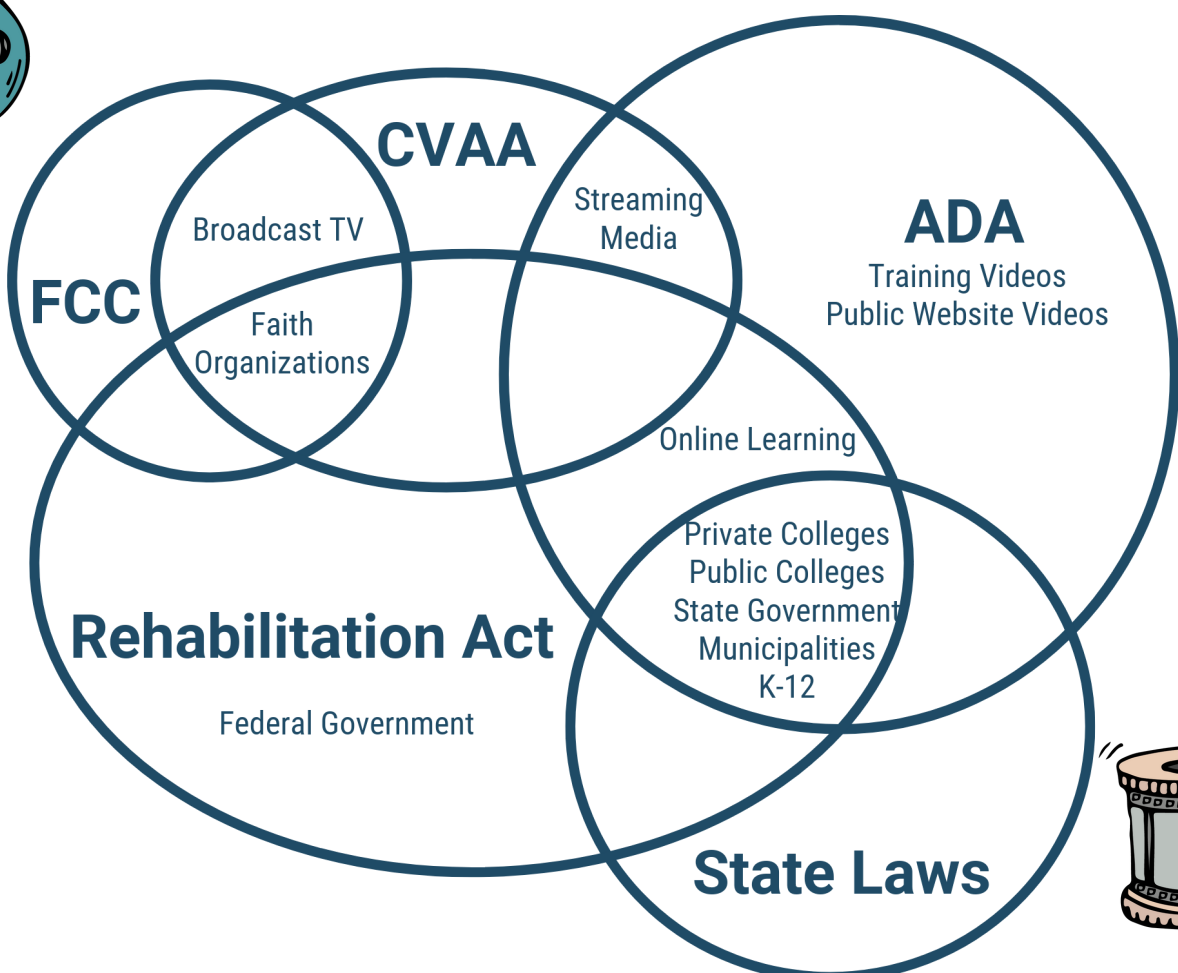 CVAA
Streaming
Media
Broadcast TV
ADA
Training Videos
Public Website Videos
FCC
Faith
Organizations
Online Learning
Private Colleges
Public Colleges
State Government
Municipalities
K-12
Rehabilitation Act
Federal Government
State Laws